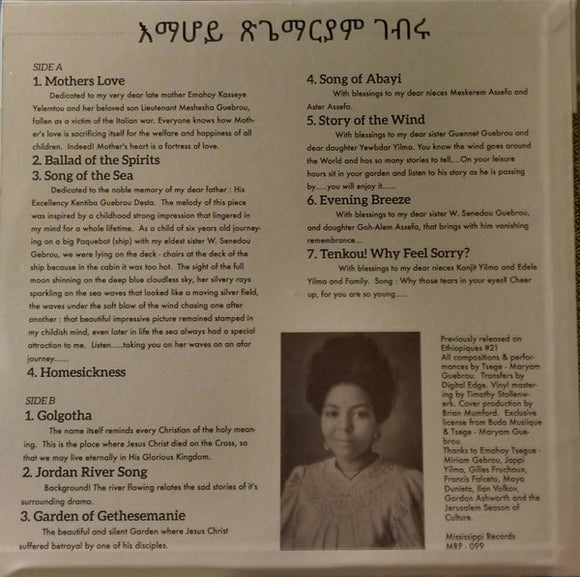 እማሆይ ጽጌማርያም ገብሩ
SIDE A
1. Mothers Love
Dedicated to my very dear late mother Emahoy Kasseye
Yelemtou and her beloved son Lieutenant Meshesha Guebrou,
fallen as a victim of the Italian war. Everyone knows how Moth-
er's love is sacrificing itself for the welfare and happiness of all
children. Indeed! Mother's heart is a fortress of love.
2. Ballad of the Spirits
3. Song of the Sea
Dedicated to the noble memory of my dear father : His
Excellency Kentiba Guebrou Desta. The melody of this piece
was inspired by a childhood strong impression that lingered in
my mind for a whole lifetime. As a child of six years old journey-
ing on a big Paquebot (ship) with my eldest sister W. Senedou
Gebrou, we were lying on the deck - chairs at the deck of the
ship because in the cabin it was too hot. The sight of the full
moon shinning on the deep blue cloudless sky, her silvery rays
sparkling on the sea waves that looked like a moving silver field,
the waves under the soft blow of the wind chasing one after
another : that beautiful impressive picture remained stamped in
my childish mind, even later in life the sea always had a special
attraction to me. Listen.....taking you on her waves on an afar
journey......
4. Homesickness
SIDE B
1. Golgotha
The name itself reminds every Christian of the holy mean-
ing. This is the place where Jesus Christ died on the Cross, so
that we may live eternally in His Glorious Kingdom.
2. Jordan River Song
Background! The river flowing relates the sad stories of it's
surrounding drama.
3. Garden of Gethesemanie
The beautiful and silent Garden where Jesus Christ
suffered betrayal by one of his disciples.
4. Song of Abayi
With blessings to my dear nieces Meskerem Assefa and
Aster Assefa.
5. Story of the Wind
With blessings to my dear sister Guennet Guebrou and
dear daughter Yewbdar Yilma. You know the wind goes around
the World and has so many stories to tell....On your leisure
hours sit in your garden and listen to his story as he is passing
by.....you will enjoy it......
6. Evening Breeze
With blessings to my dear sister W. Senedou Guebrou,
and daughter Goh-Alem Assefa, that brings with him vanishing
remembrance...
7. Tenkou! Why Feel Sorry?
With blessings to my dear nieces Konjit Yilma and Edele
Yilma and Family. Song : Why those tears in your eyes? Cheer
up, for you are so young.....
Previously released on
Ethiopiques #21
All compositions & perfor-
mances by Tsege - Maryam
Guebrou. Transfers by
Digital Edge. Vinyl master-
ing by Timothy Stollenw-
erk. Cover production by
Brian Mumford. Exclusive
license from Buda Muslique
& Tsege - Maryam Gue-
brou.
Thanks to Emahoy Tsegue -
Miriam Gebrou, Jappi
Yilma, Gilles Fruchaux,
Francis Falceto, Maya
Dunietz, Ilan Volkov,
Gordon Ashworth and the
Jerusalem Season of
Culture.
Mississippi Records
MRP - 099